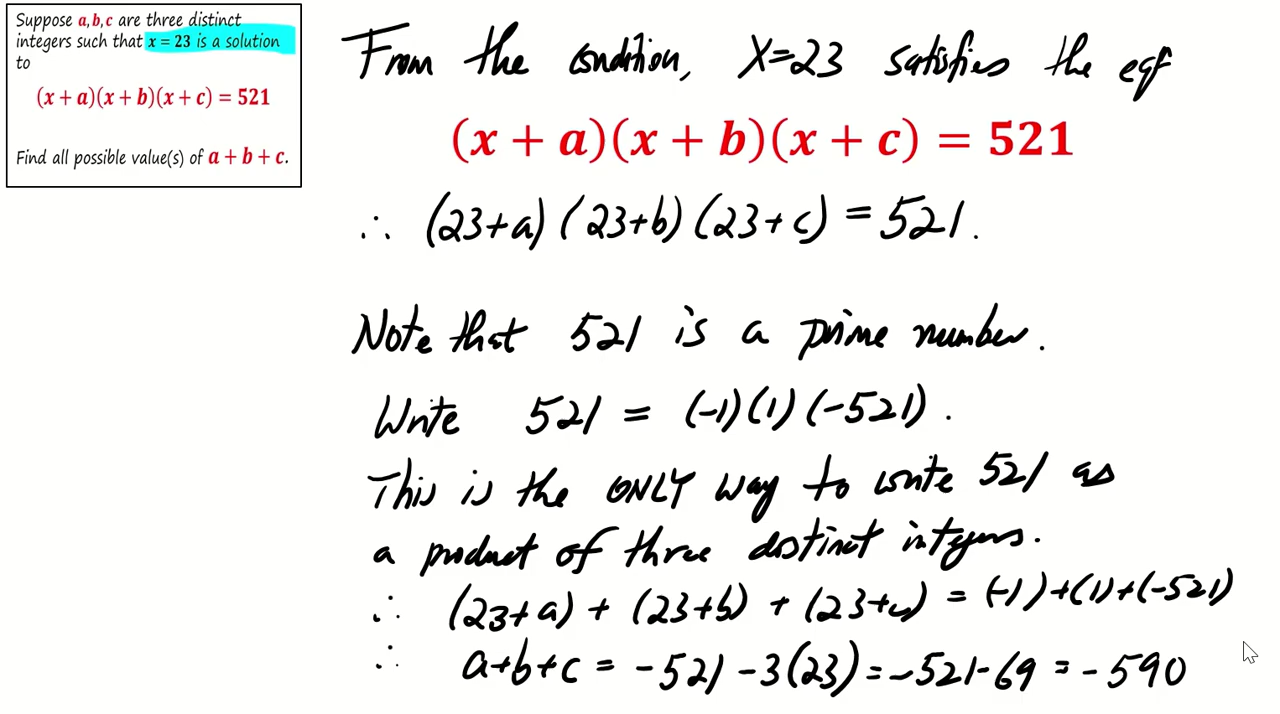 Suppose a, b, c are three distinct
integers such that x = 23 is a solution
to
(x + a)(x + b)(x + c) = 521
Find all possible value(s) of a + b + c.
From the condition, X=23 satisfies the eqt
(x + a)(x + b)(x + c) = 521
∴ (23+a) (23+b) (23+c) = 521.
Note that 521 is a prime number.
Write 521 = (-1)(1)(-521).
This is the ONLY way to write 521 as
a product of three distinct integers.
∴ (23+a) + (23+b) + (23+c) = (-1)+(1)+(-521)
∴ a+b+c = -521 -3(23) = -521-69 = -590